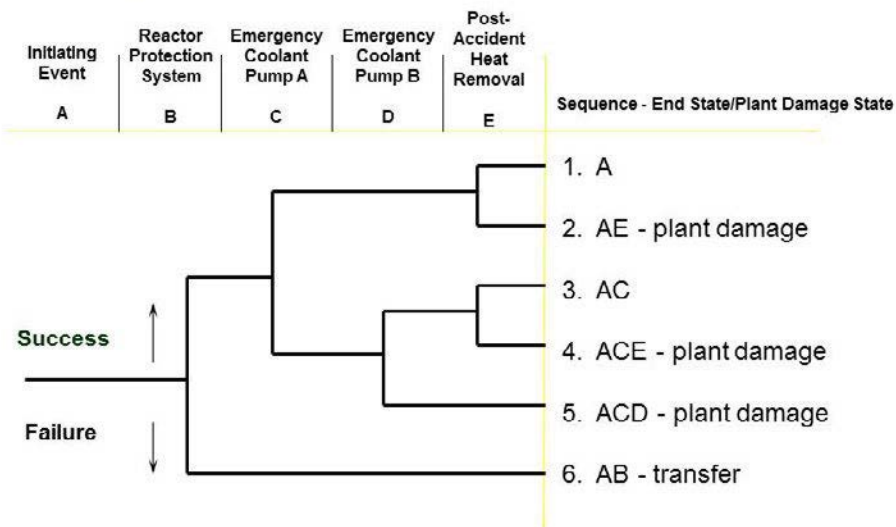 Initiating
Event
A
Reactor
Protection
System
B
Emergency
Coolant
Pump A
C
Emergency
Coolant
Pump B
D
Post-
Accident
Heat
Removal
E
Sequence - End State/Plant Damage State
1. A
2. AE - plant damage
3. AC
4. ACE - plant damage
5. ACD - plant damage
6. AB - transfer
Success
Failure